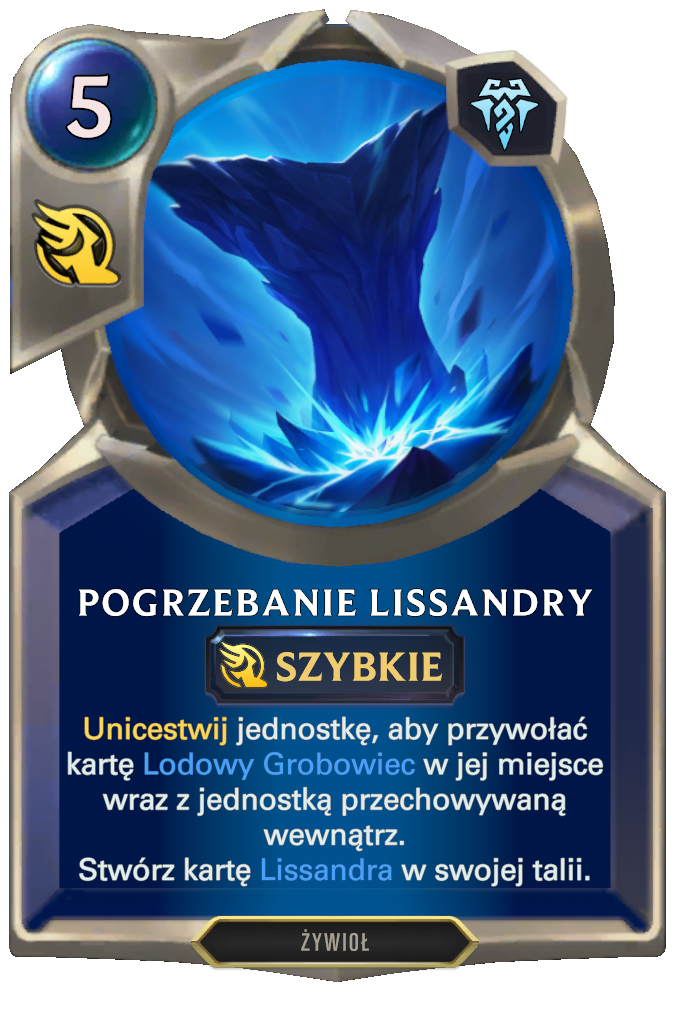 5
POGRZEBANIE LISSANDRY
SZYBKIE
Unicestwij jednostkę, aby przywołać
kartę Lodowy Grobowiec w jej miejsce
wraz z jednostką przechowywaną
wewnątrz.
Stwórz kartę Lissandra w swojej talii.
ŻYWIOŁ